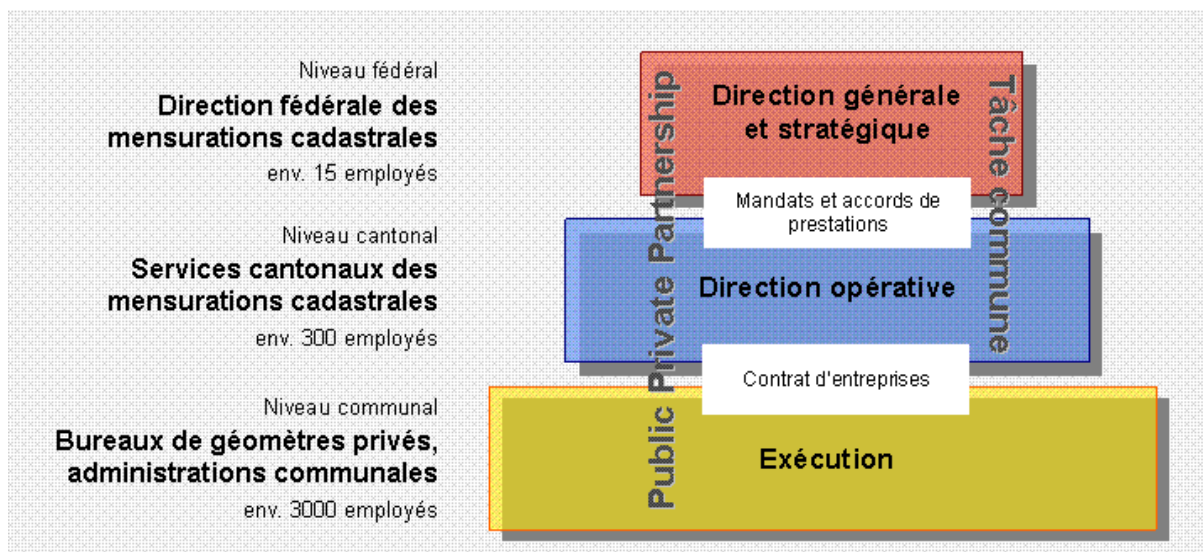 Niveau fédéral
Direction fédérale des
mensurations cadastrales
env. 15 employés
Direction générale
et stratégique
Mandats et accords de
prestations
Niveau cantonal
Services cantonaux des
mensurations cadastrales
env. 300 employés
Direction opérative
Contrat d'entreprises
Niveau communal
Bureaux de géomètres privés,
administrations communales
env. 3000 employés
Exécution
Public Private Partnership
Tâche commune